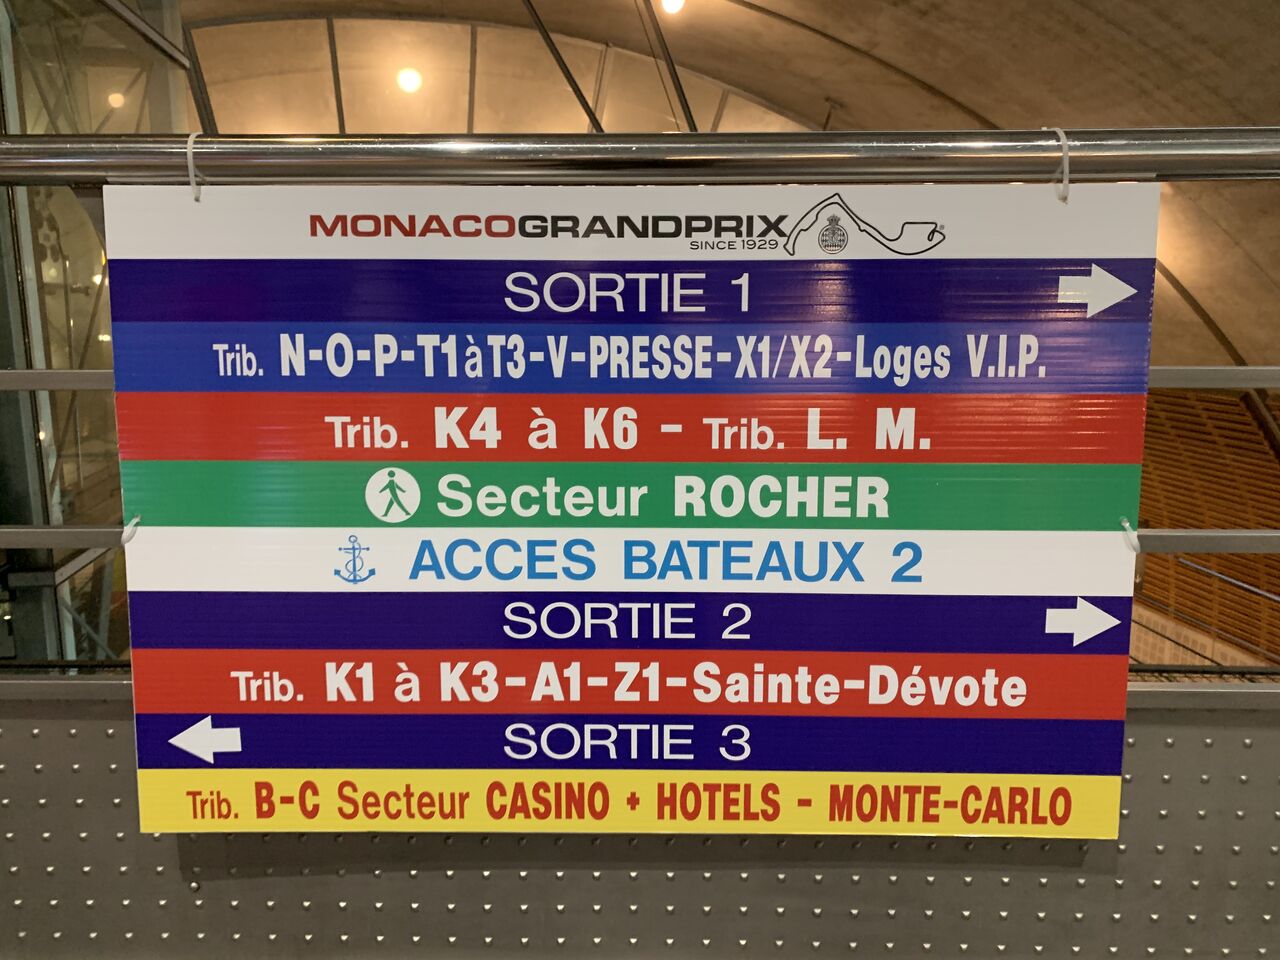 MONACOGRANDPRIX
SINCE 1929
SORTIE 1
Trib. N-O-P-T1àT3-V-PRESSE-X1/X2-Loges V.I.P.
Trib. K4 à K6 - Trib. L. M.
Secteur ROCHER
ACCES BATEAUX 2
SORTIE 2
Trib. K1 à K3-A1-Z1-Sainte-Dévote
SORTIE 3
Trib. B-C Secteur CASINO + HOTELS - MONTE-CARLO